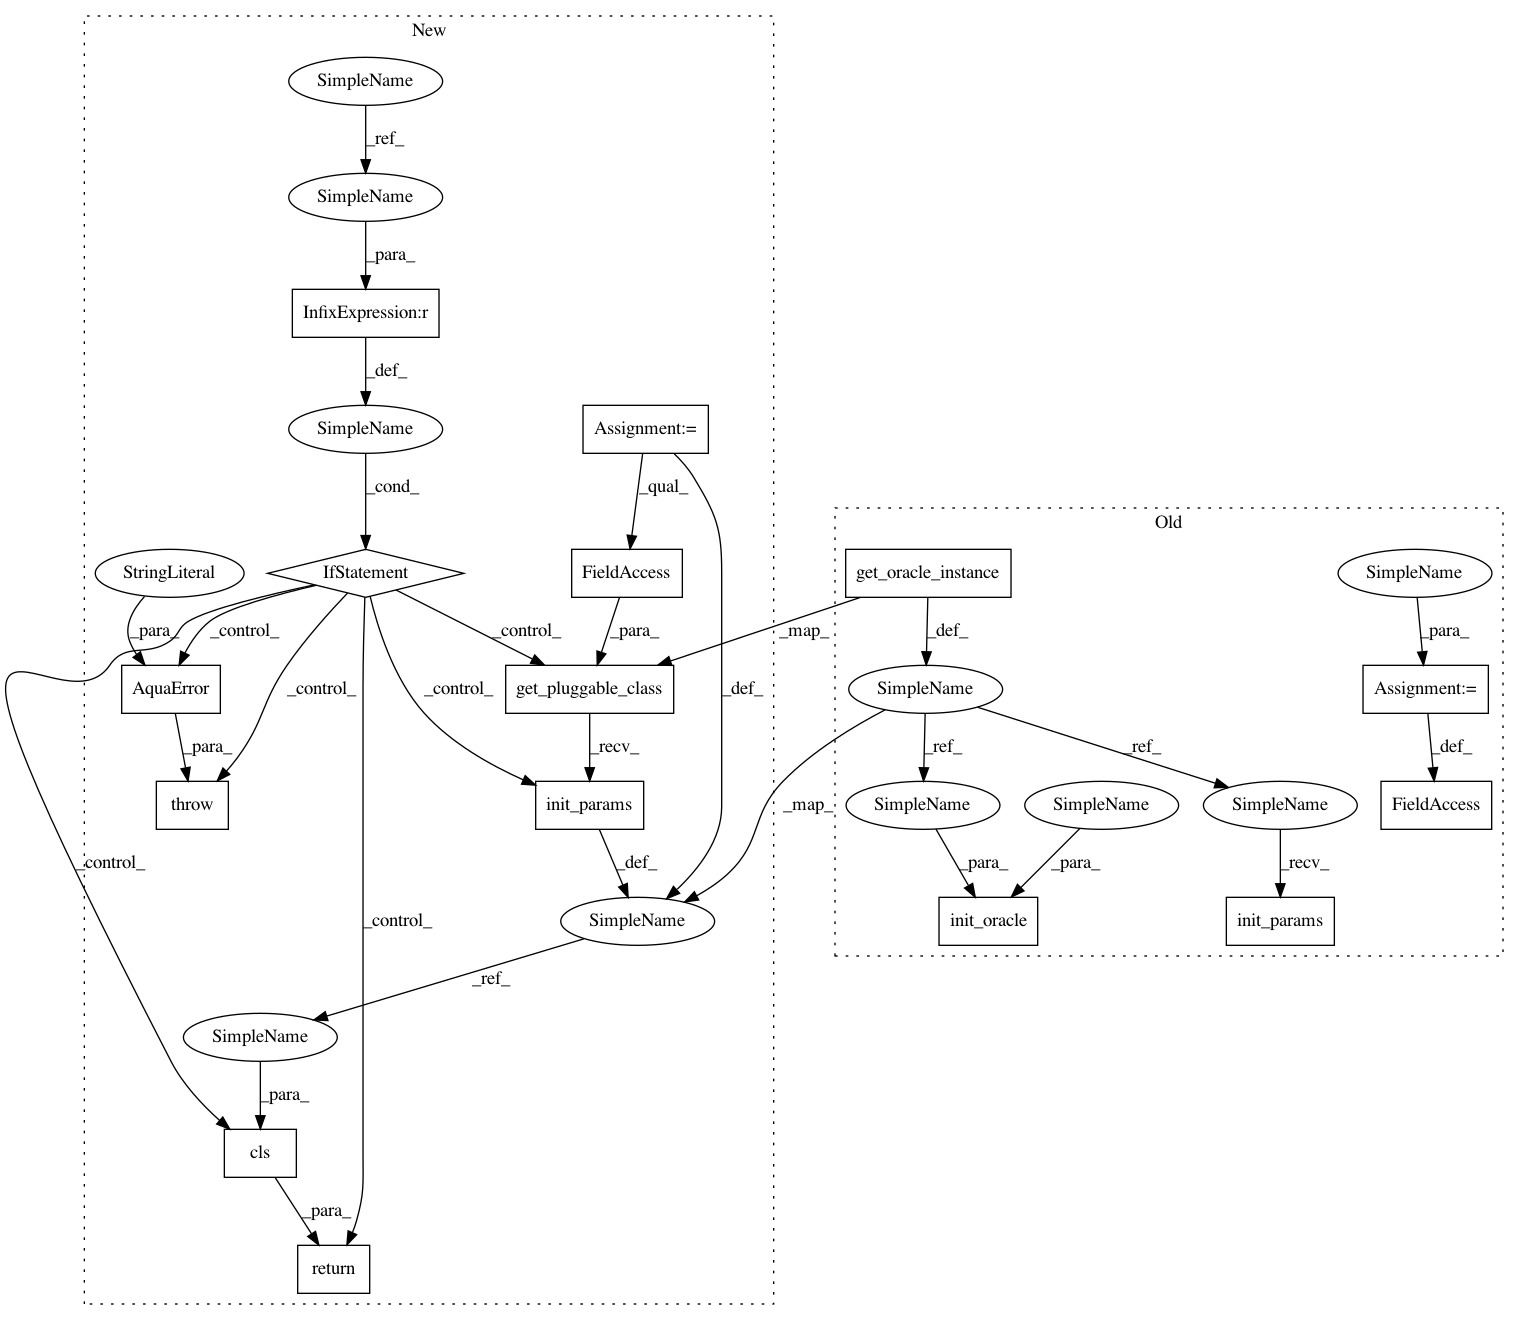 New
SimpleName
_ref_
SimpleName
_para_
InfixExpression:r
_def_
SimpleName
Assignment:=
_cond_
_qual_
Old
StringLiteral
IfStatement
FieldAccess
get_oracle_instance
SimpleName
_para_
_control_
_control_
_para_
_map_
_def_
_para_
AquaError
_control_
_control_
get_pluggable_class
_def_
SimpleName
Assignment:=
_para_
_recv_
_ref_
_ref_
_def_
throw
init_params
_map_
SimpleName
SimpleName
SimpleName
FieldAccess
_control_
_def_
_para_
_para_
_recv_
_control_
SimpleName
init_oracle
init_params
_ref_
SimpleName
_para_
cls
_para_
return